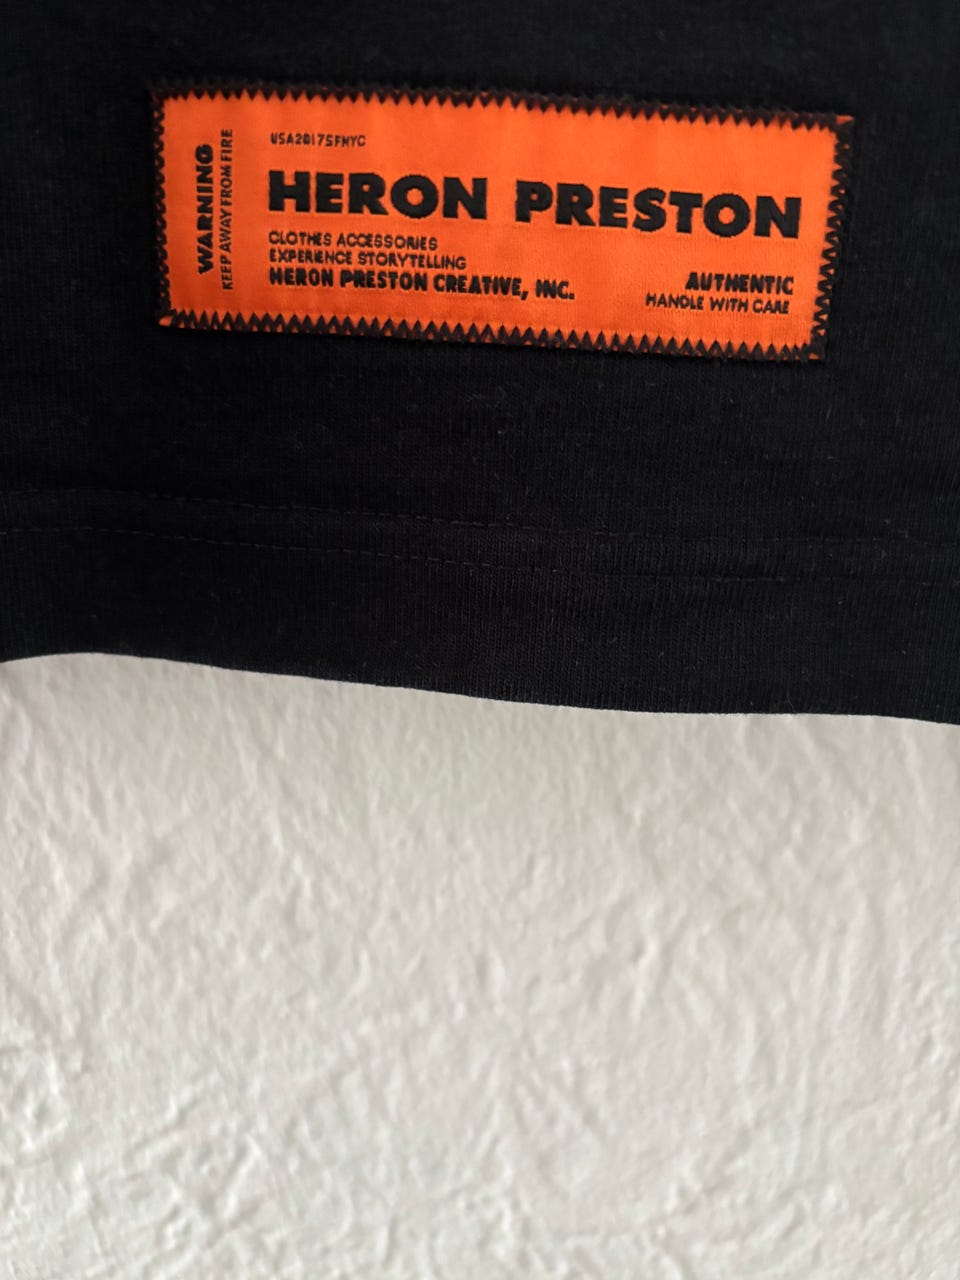 WARNING
KEEP AWAY FROM FIRE
USA2017SFNYC
HERON PRESTON
CLOTHES ACCESSORIES
EXPERIENCE STORYTELLING
HERON PRESTON CREATIVE, INC.
AUTHENTIC
HANDLE WITH CARE